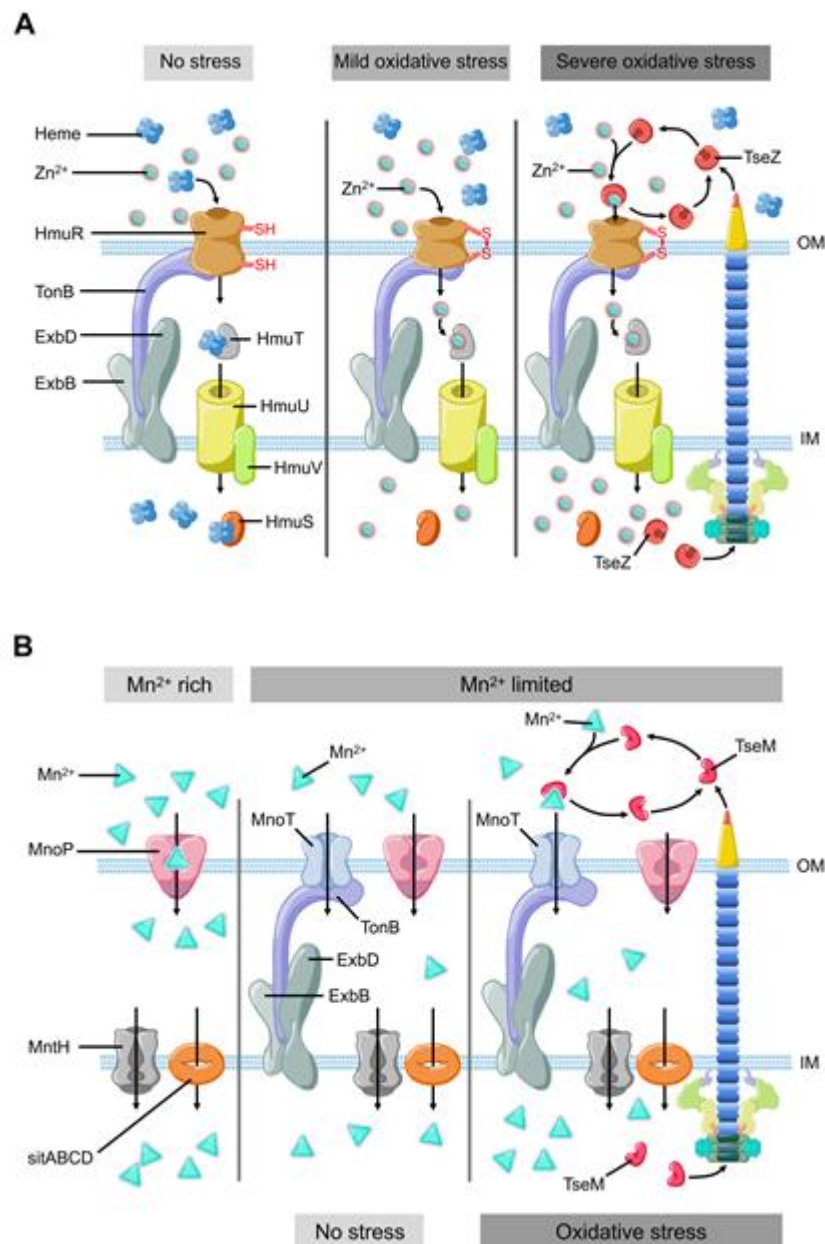 A
No stress
Mild oxidative stress
Severe oxidative stress
Heme
Zn²⁺
HmuR
TonB
ExbD
ExbB
SH
SH
HmuT
HmuU
HmuV
HmuS
Zn²⁺
S
S
Zn²⁺
S
S
TseZ
TseZ
OM
IM
B
Mn²⁺ rich
Mn²⁺ limited
Mn²⁺
MnoP
MntH
sitABCD
Mn²⁺
MnoT
TonB
ExbD
ExbB
Mn²⁺
MnoT
TseM
TseM
OM
IM
No stress
Oxidative stress